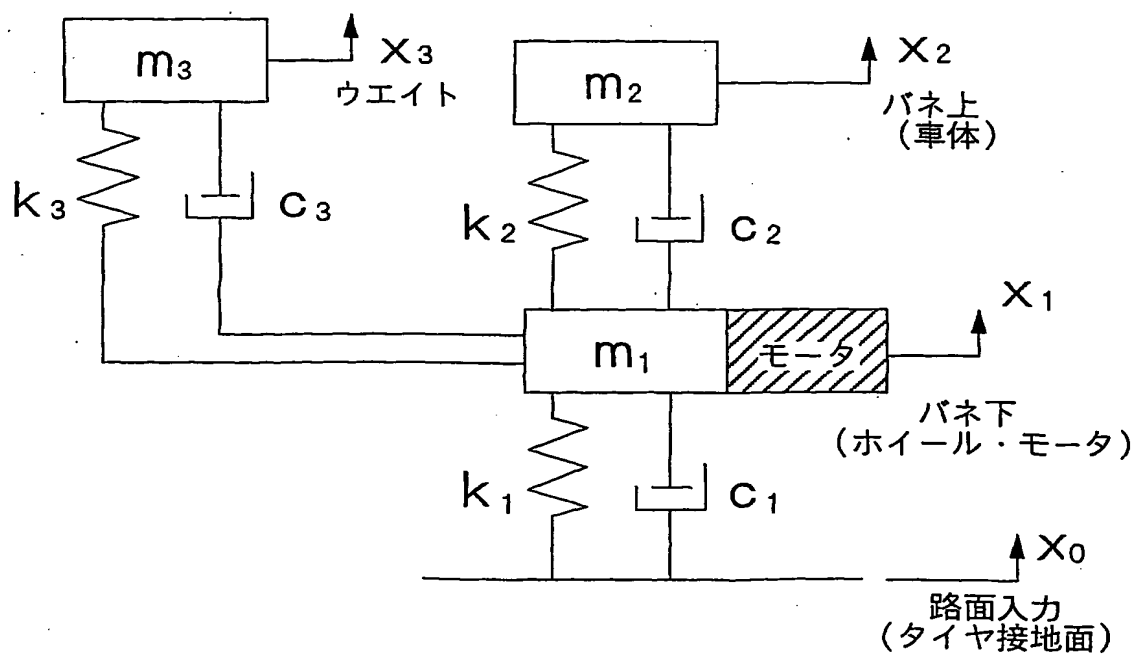 m₃
x₃
ウエイト
m₂
x₂
バネ上
(車体)
k₃
c₃
k₂
c₂
x₁
m₁
モータ
バネ下
(ホイール・モータ)
k₁
c₁
x₀
路面入力
(タイヤ接地面)